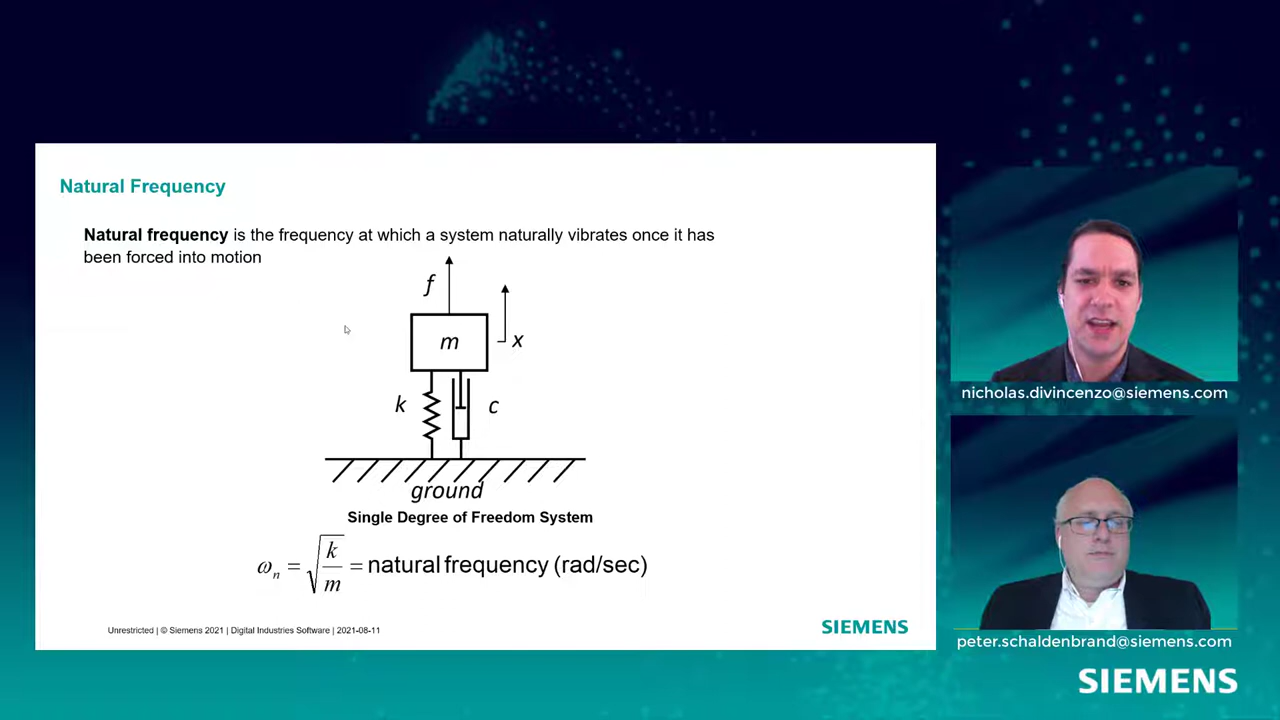 Natural Frequency
Natural frequency is the frequency at which a system naturally vibrates once it has
been forced into motion
f
m
x
k
c
ground
Single Degree of Freedom System
ωn = √k/m = natural frequency (rad/sec)
Unrestricted | © Siemens 2021 | Digital Industries Software | 2021-08-11
SIEMENS
nicholas.divincenzo@siemens.com
peter.schaldenbrand@siemens.com
SIEMENS